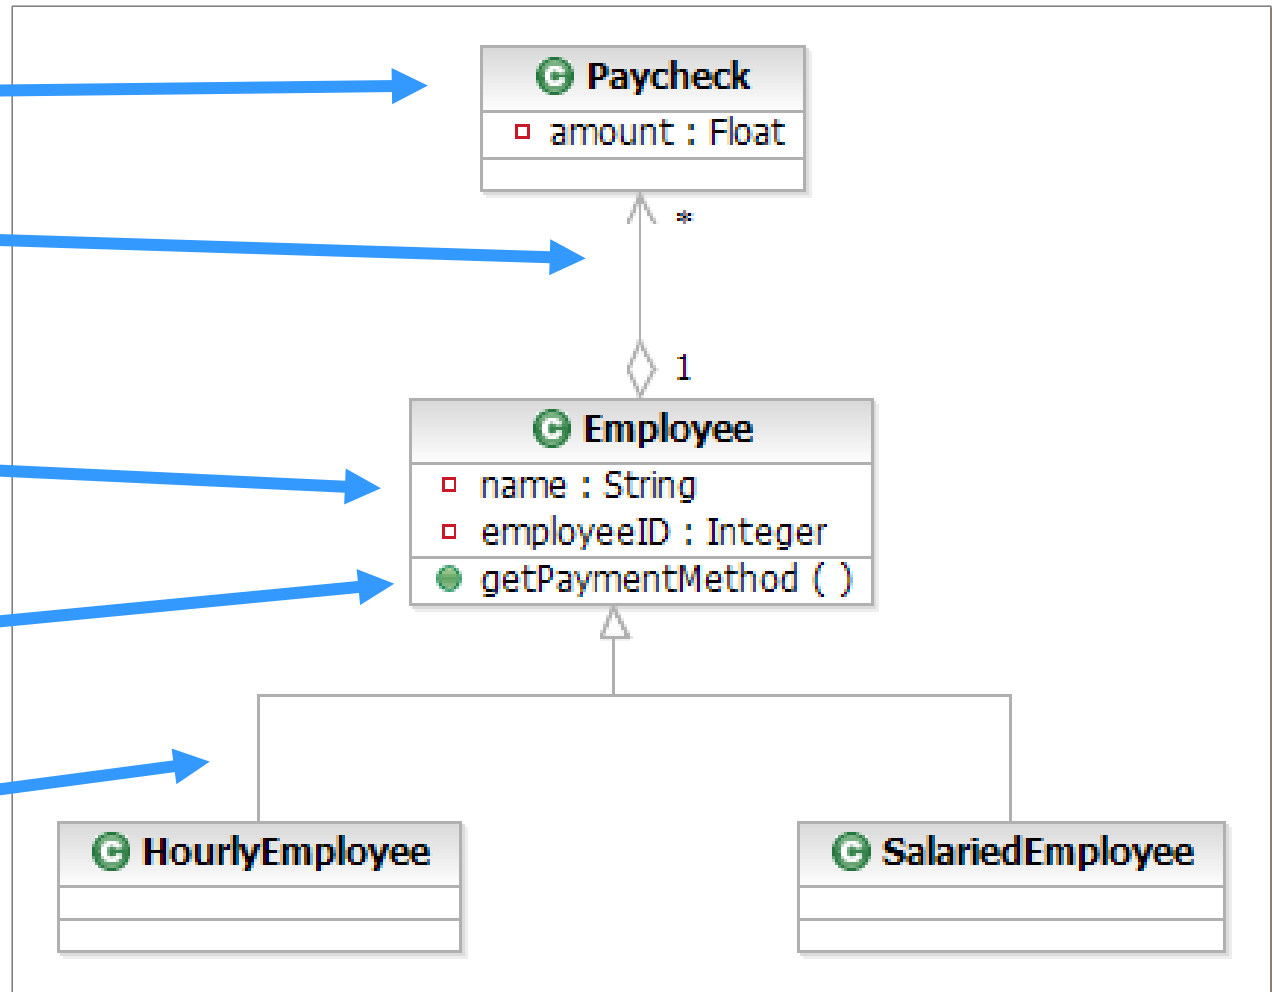 C Paycheck
amount : Float
*
1
C Employee
name : String
employeeID : Integer
getPaymentMethod ( )
C HourlyEmployee
C SalariedEmployee